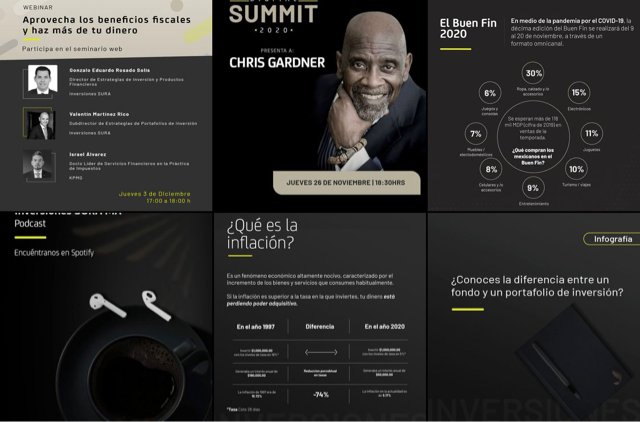 WEBINAR
Aprovecha los beneficios fiscales
y haz más de tu dinero
Participa en el seminario web
Gonzalo Eduardo Rosado Solís
Director de Estrategias de Inversión y Productos
Financieros
Inversiones SURA
Valentín Martínez Rico
Subdirector de Estrategias de Portafolios de Inversión
Inversiones SURA
Israel Álvarez
Socio Líder de Servicios Financieros en la Práctica
de Impuestos
KPMG
Jueves 3 de Diciembre
17:00 a 18:00 h
SUMMIT
• 2020 •
PRESENTA A:
CHRIS GARDNER
JUEVES 26 DE NOVIEMBRE | 18:30HRS
El Buen Fin
2020
En medio de la pandemia por el COVID-19, la
décima edición del Buen Fin se realizará del 9
al 20 de noviembre, a través de un
formato omnicanal.
30%
Ropa, calzado y/o
accesorios
15%
Electrónicos
11%
Juguetes
10%
Turismo / viajes
9%
Entretenimiento
8%
Celulares y/o
accesorios
7%
Muebles /
electrodomésticos
6%
Juegos y
consolas
Se esperan más de 118
mil MDP(cifra de 2019) en
ventas de la
temporada.
¿Qué compran los
mexicanos en el
Buen Fin?
Podcast
Encuéntranos en Spotify
¿Qué es la
inflación?
Es un fenómeno económico altamente nocivo, caracterizado por el
incremento de los bienes y servicios que consumes habitualmente.
Si la inflación es superior a la tasa en la que inviertes, tu dinero está
perdiendo poder adquisitivo.
En el año 1997
Diferencia
En el año 2020
-74%
Infografía
¿Conoces la diferencia entre un
fondo y un portafolio de inversión?
INVERSIONES